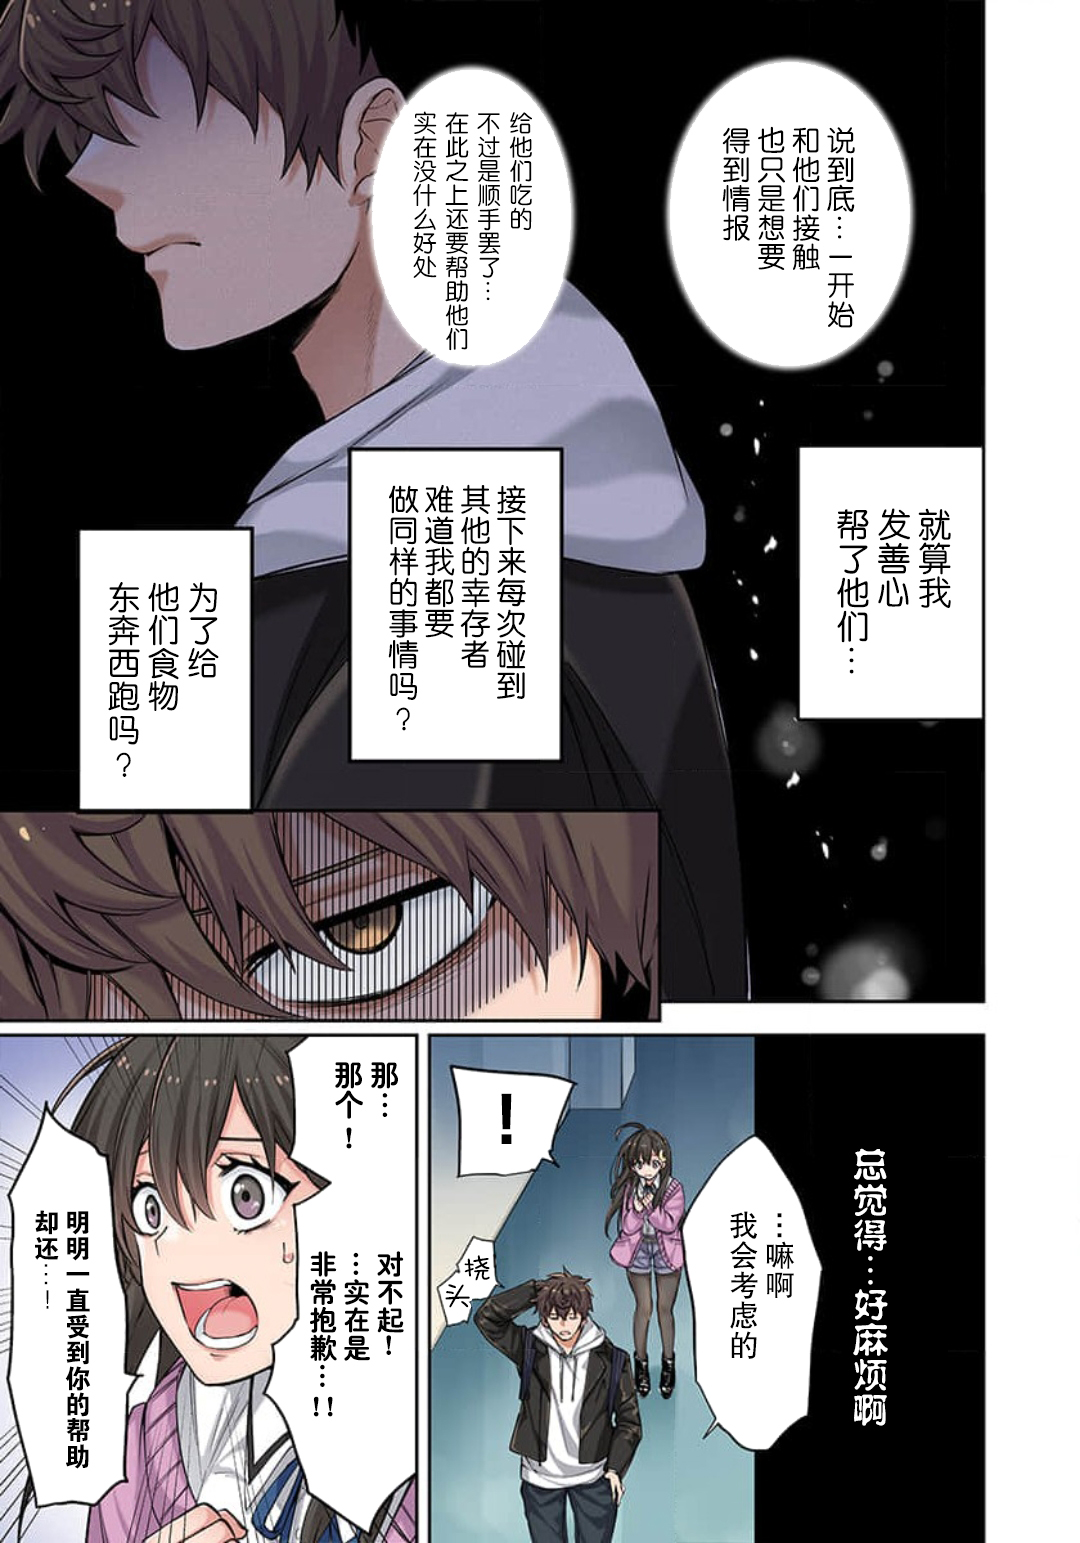 说到底…一开始
和他们接触
也只是想要
得到情报
给他们吃的
不过是顺手罢了…
在此之上还要帮助他们
实在没什么好处
就算我
发善心
帮了他们…
接下来每次碰到
其他的幸存者
难道我都要
做同样的事情吗？
为了给
他们食物
东奔西跑吗？
总觉得…好麻烦啊
…嘛啊
我会考虑的
！
挠头
那…
那个！
对不起！
…实在是
非常抱歉…！！
明明一直受到你的帮助
却还…！